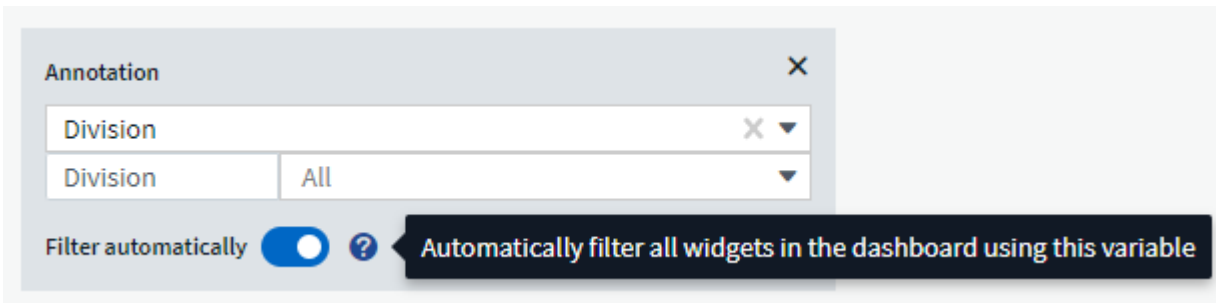 Annotation
Division
Division All
Filter automatically Automatically filter all widgets in the dashboard using this variable